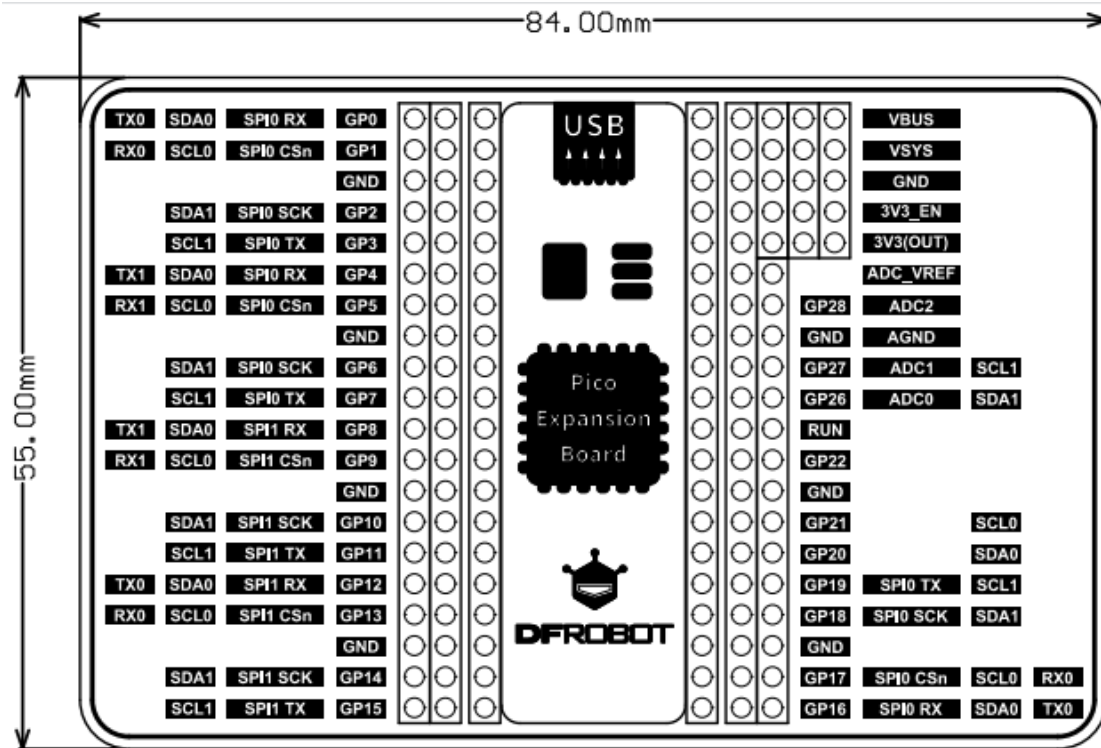 84.00mm
55.00mm
TX0 SDA0 SPI0 RX GP0 USB VBUS
RX0 SCL0 SPI0 CSn GP1 VSYS
GND GND
SDA1 SPI0 SCK GP2 3V3_EN
SCL1 SPI0 TX GP3 3V3(OUT)
TX1 SDA0 SPI0 RX GP4 ADC_VREF
RX1 SCL0 SPI0 CSn GP5 GP28 ADC2
GND GND AGND
SDA1 SPI0 SCK GP6 GP27 ADC1 SCL1
SCL1 SPI0 TX GP7 GP26 ADC0 SDA1
TX1 SDA0 SPI1 RX GP8 RUN
RX1 SCL0 SPI1 CSn GP9 GP22
GND GND
SDA1 SPI1 SCK GP10 GP21 SCL0
SCL1 SPI1 TX GP11 GP20 SDA0
TX0 SDA0 SPI1 RX GP12 GP19 SPI0 TX SCL1
RX0 SCL0 SPI1 CSn GP13 GP18 SPI0 SCK SDA1
GND GND
SDA1 SPI1 SCK GP14 GP17 SPI0 CSn SCL0 RX0
SCL1 SPI1 TX GP15 GP16 SPI0 RX SDA0 TX0
Pico
Expansion
Board
DFROBOT